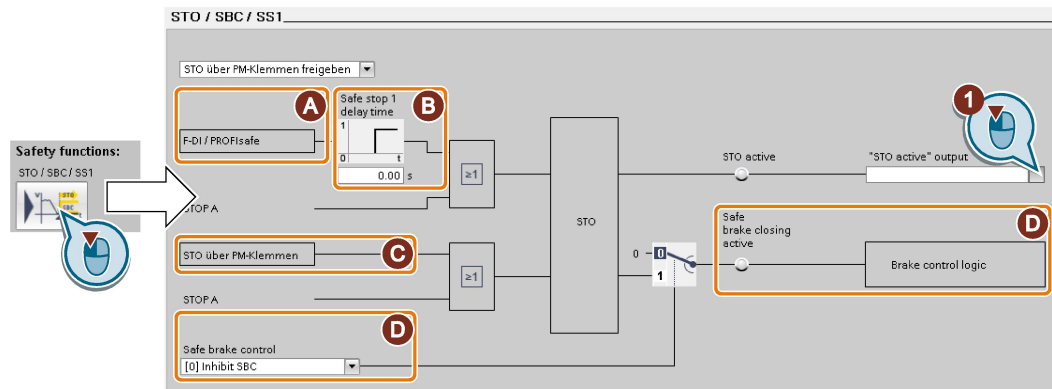 STO / SBC / SS1
STO über PM-Klemmen freigeben
A
Safe stop 1
delay time
B
1
0
t
0.00 s
F-DI / PROFIsafe
≥1
STOP A
Safety functions:
STO / SBC / SS1
STO
SBC
STO
STO active
"STO active" output
1
STO über PM-Klemmen
C
≥1
STOP A
0
0
1
Safe
brake closing
active
D
Brake control logic
D
Safe brake control
[0] Inhibit SBC